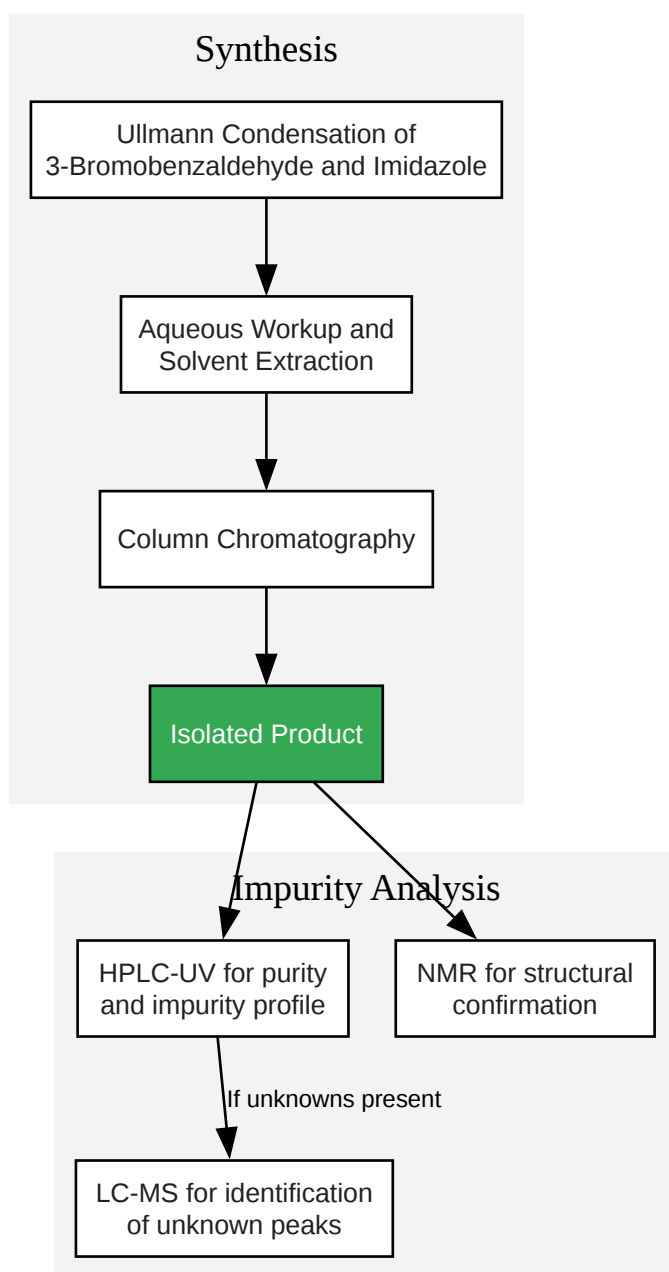 Synthesis
Ullmann Condensation of
3-Bromobenzaldehyde and Imidazole
Aqueous Workup and
Solvent Extraction
Column Chromatography
Isolated Product
Impurity Analysis
HPLC-UV for purity
and impurity profile
NMR for structural
confirmation
If unknowns present
LC-MS for identification
of unknown peaks